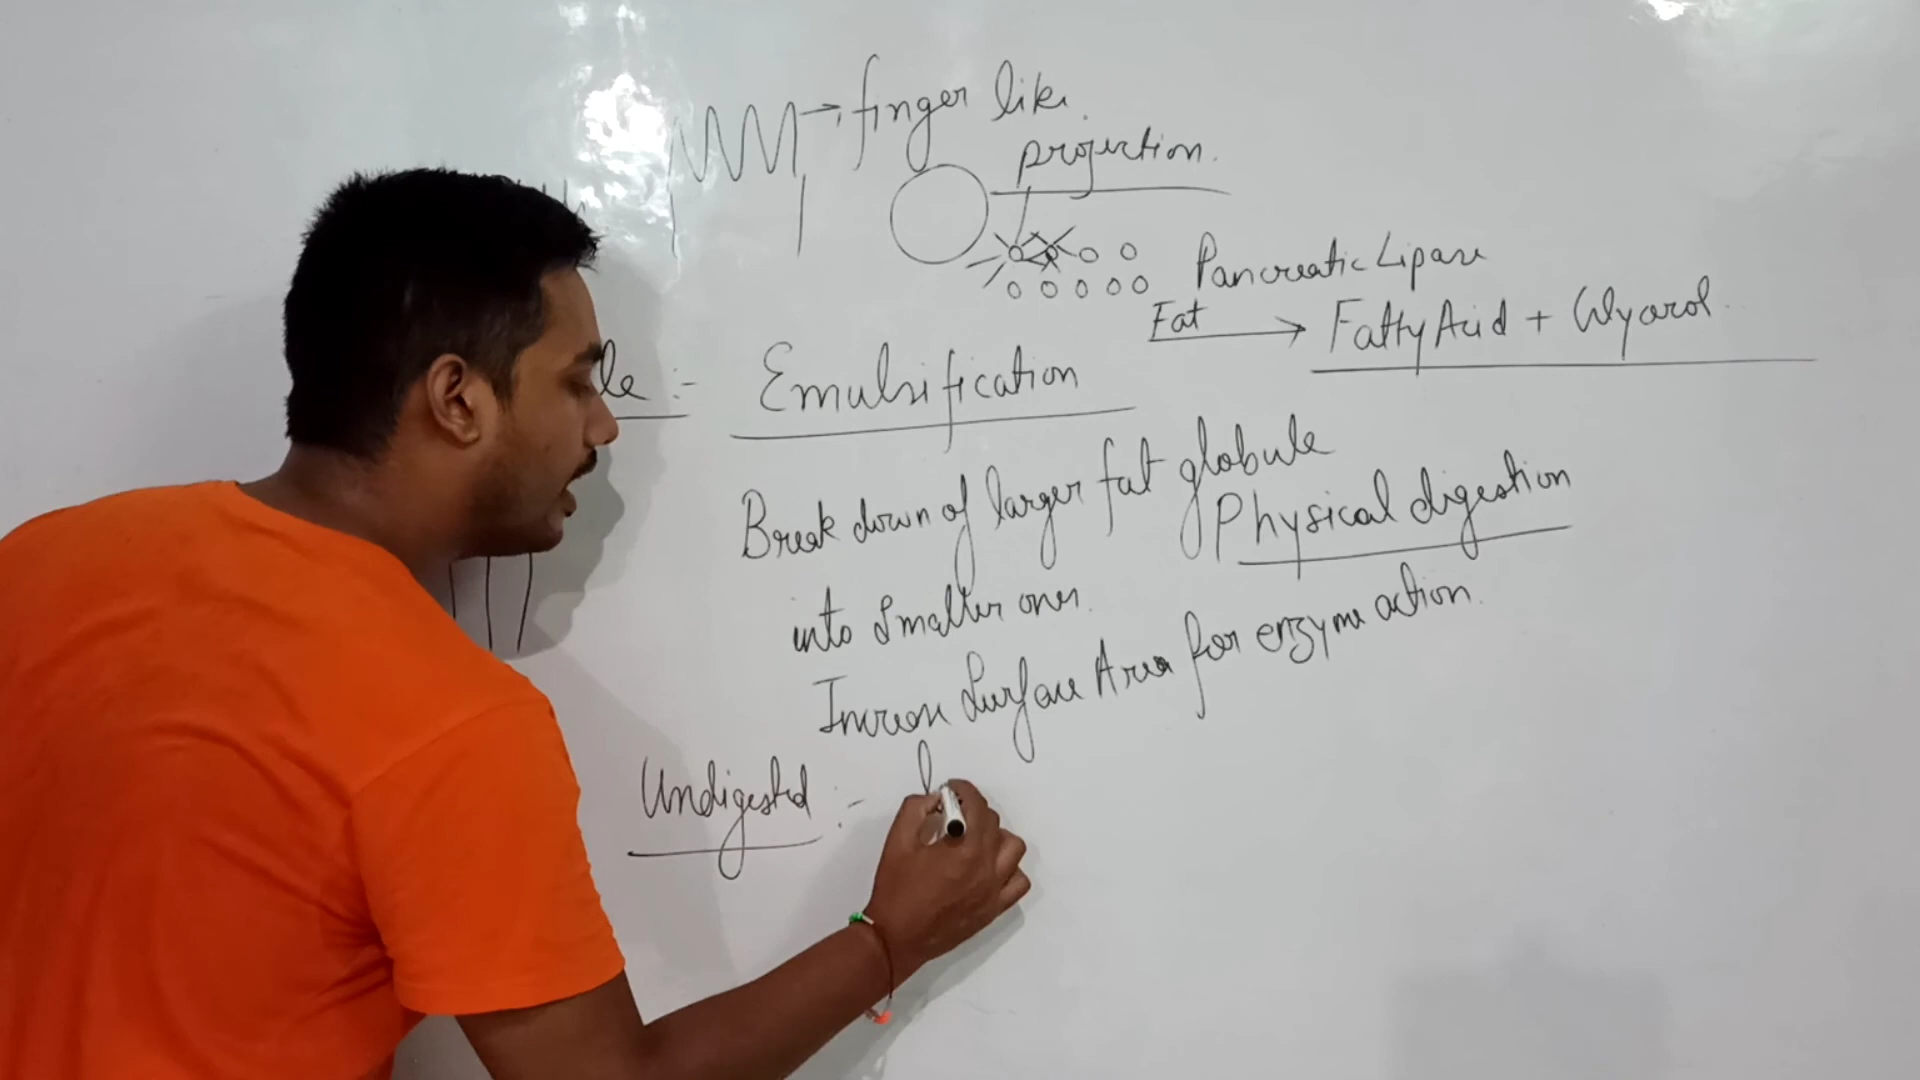 finger like
projection.
Pancreatic Lipase
Fat → Fatty Acid + Glycerol
le :- Emulsification
Break down of larger fat globule
Physical digestion
into smaller ones.
Increase Surface Area for enzyme action.
Undigested :-